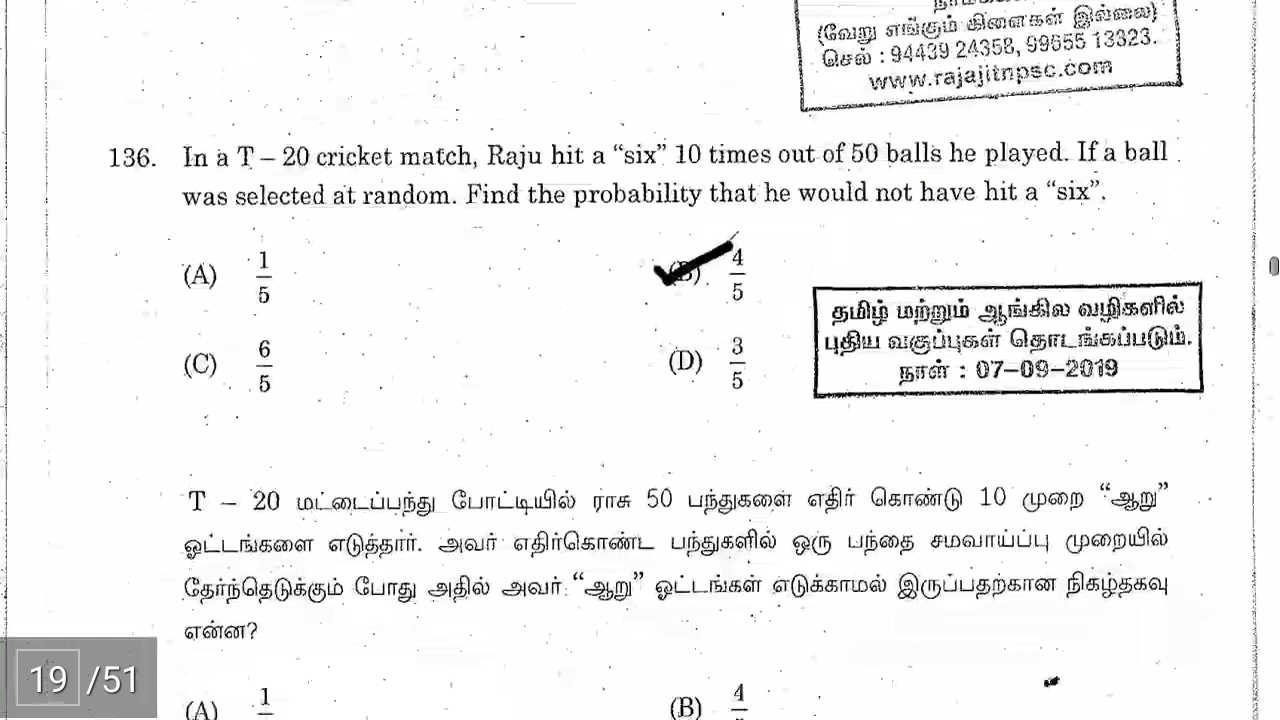 (வேறு எங்கும் கிளைகள் இல்லை)
செல் : 94439 24358, 99655 13323.
www.rajajitnpsc.com
136. In a T – 20 cricket match, Raju hit a “six” 10 times out of 50 balls he played. If a ball
was selected at random. Find the probability that he would not have hit a “six”.
(A) 1/5 (B) 4/5
(C) 6/5 (D) 3/5
தமிழ் மற்றும் ஆங்கில வழிகளில்
புதிய வகுப்புகள் தொடங்கப்படும்.
நாள் : 07–09–2019
T – 20 மட்டைப்பந்து போட்டியில் ராசு 50 பந்துகளை எதிர் கொண்டு 10 முறை “ஆறு”
ஓட்டங்களை எடுத்தார். அவர் எதிர்கொண்ட பந்துகளில் ஒரு பந்தை சமவாய்ப்பு முறையில்
தேர்ந்தெடுக்கும் போது அதில் அவர் “ஆறு” ஓட்டங்கள் எடுக்காமல் இருப்பதற்கான நிகழ்தகவு
என்ன?
19 /51
(A) 1 (B) 4